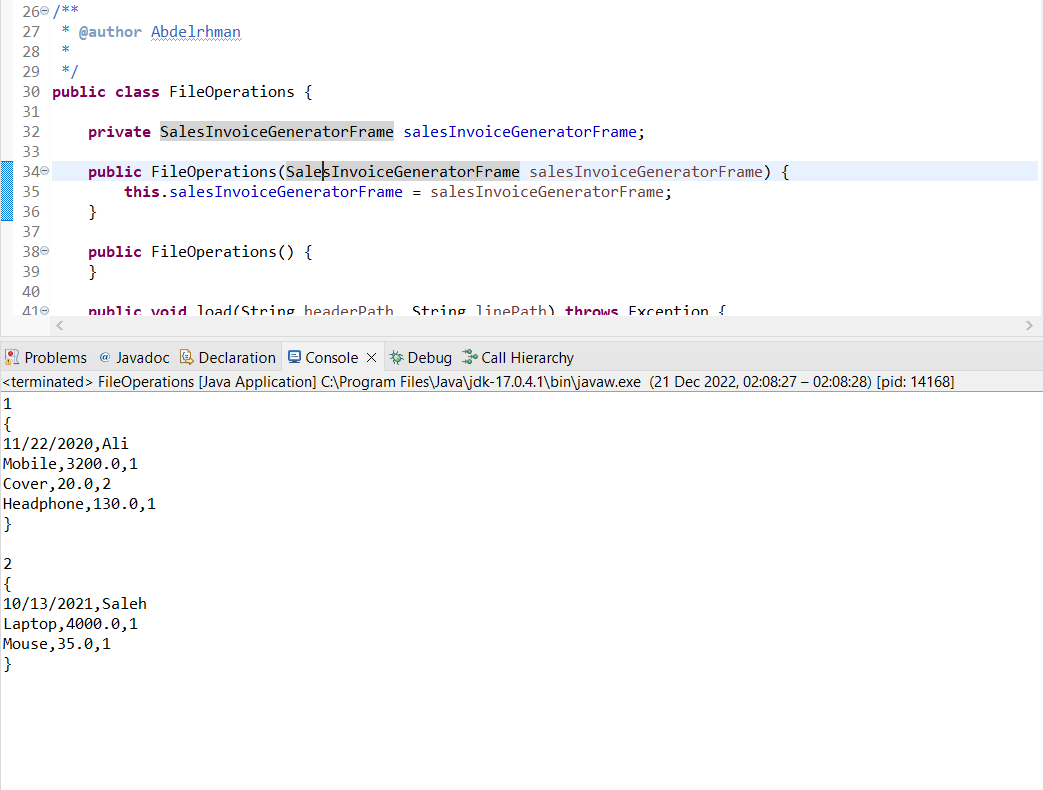 26 /**
27 * @author Abdelrhman
28 *
29 */
30 public class FileOperations {
31
32 private SalesInvoiceGeneratorFrame salesInvoiceGeneratorFrame;
33
34 public FileOperations(SalesInvoiceGeneratorFrame salesInvoiceGeneratorFrame) {
35 this.salesInvoiceGeneratorFrame = salesInvoiceGeneratorFrame;
36 }
37
38 public FileOperations() {
39 }
40
41 public void load(String headerPath, String linePath) throws Exception {
Problems @ Javadoc Declaration Console Debug Call Hierarchy
<terminated> FileOperations [Java Application] C:\Program Files\Java\jdk-17.0.4.1\bin\javaw.exe (21 Dec 2022, 02:08:27 – 02:08:28) [pid: 14168]
1
{
11/22/2020,Ali
Mobile,3200.0,1
Cover,20.0,2
Headphone,130.0,1
}
2
{
10/13/2021,Saleh
Laptop,4000.0,1
Mouse,35.0,1
}